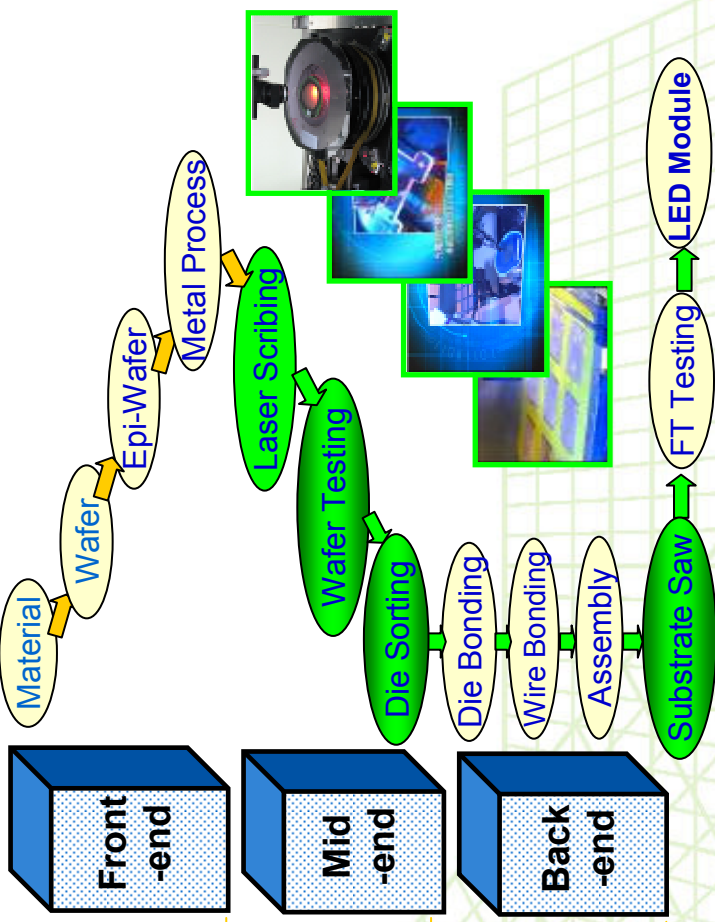 Front
-end
Material
Wafer
Epi-Wafer
Metal Process
Mid
-end
Laser Scribing
Wafer Testing
Die Sorting
Back
-end
Die Bonding
Wire Bonding
Assembly
Substrate Saw
FT Testing
LED Module